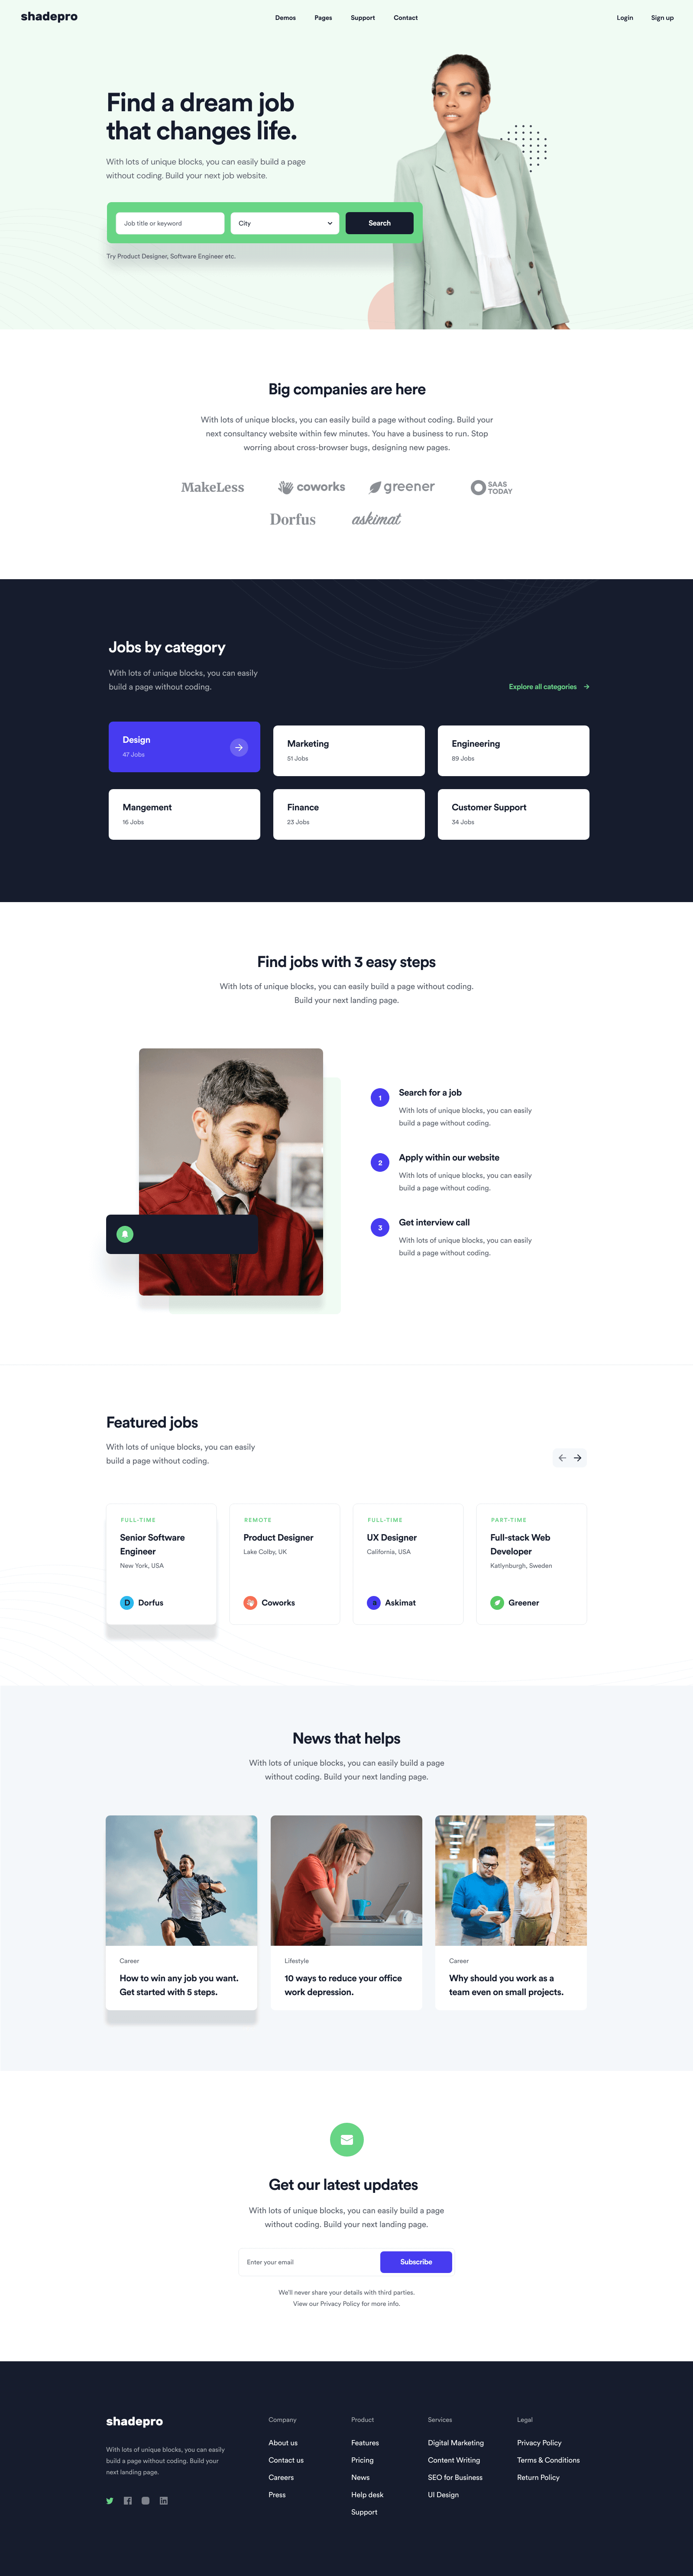 shadepro
Demos
Pages
Support
Contact
Login
Sign up
Find a dream job
that changes life.
With lots of unique blocks, you can easily build a page
without coding. Build your next job website.
Job title or keyword
City
Search
Try Product Designer, Software Engineer etc.
Big companies are here
With lots of unique blocks, you can easily build a page without coding. Build your
next consultancy website within few minutes. You have a business to run. Stop
worring about cross-browser bugs, designing new pages.
MakeLess
coworks
greener
SAAS
TODAY
Dorfus
askimat
Jobs by category
With lots of unique blocks, you can easily
build a page without coding.
Explore all categories
Design
47 Jobs
Marketing
51 Jobs
Engineering
89 Jobs
Mangement
16 Jobs
Finance
23 Jobs
Customer Support
34 Jobs
Find jobs with 3 easy steps
With lots of unique blocks, you can easily build a page without coding.
Build your next landing page.
1
Search for a job
With lots of unique blocks, you can easily
build a page without coding.
2
Apply within our website
With lots of unique blocks, you can easily
build a page without coding.
3
Get interview call
With lots of unique blocks, you can easily
build a page without coding.
Featured jobs
With lots of unique blocks, you can easily
build a page without coding.
FULL-TIME
Senior Software
Engineer
New York, USA
D
Dorfus
REMOTE
Product Designer
Lake Colby, UK
Coworks
FULL-TIME
UX Designer
California, USA
a
Askimat
PART-TIME
Full-stack Web
Developer
Katlynburgh, Sweden
Greener
News that helps
With lots of unique blocks, you can easily build a page
without coding. Build your next landing page.
Career
How to win any job you want.
Get started with 5 steps.
Lifestyle
10 ways to reduce your office
work depression.
Career
Why should you work as a
team even on small projects.
Get our latest updates
With lots of unique blocks, you can easily build a page
without coding. Build your next landing page.
Enter your email
Subscribe
We'll never share your details with third parties.
View our Privacy Policy for more info.
shadepro
With lots of unique blocks, you can easily
build a page without coding. Build your
next landing page.
Company
About us
Contact us
Careers
Press
Product
Features
Pricing
News
Help desk
Support
Services
Digital Marketing
Content Writing
SEO for Business
UI Design
Legal
Privacy Policy
Terms & Conditions
Return Policy